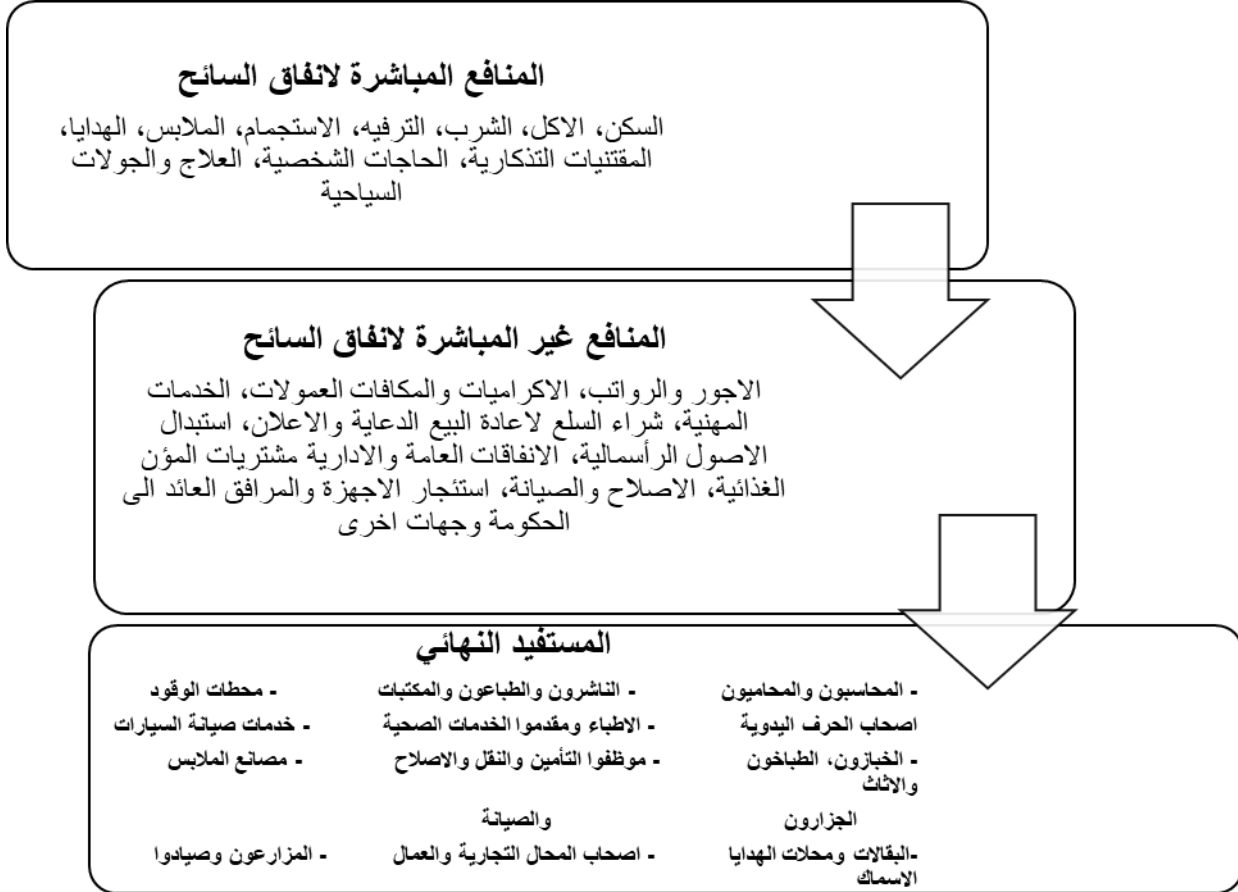 المنافع المباشرة لانفاق السائح
السكن، الاكل، الشرب، الترفيه، الاستجمام، الملابس، الهدايا،
المقتنيات التذكارية، الحاجات الشخصية، العلاج والجولات
السياحية
المنافع غير المباشرة لانفاق السائح
الاجور والرواتب، الاكراميات والمكافات العمولات، الخدمات
المهنية، شراء السلع لاعادة البيع الدعاية والاعلان، استبدال
الاصول الرأسمالية، الانفاقات العامة والادارية مشتريات المؤن
الغذائية، الاصلاح والصيانة، استئجار الاجهزة والمرافق العائد الى
الحكومة وجهات اخرى
المستفيد النهائي
- المحاسبون والمحاميون - الناشرون والطباعون والمكتبات - محطات الوقود
اصحاب الحرف اليدوية - الاطباء ومقدموا الخدمات الصحية - خدمات صيانة السيارات
- الخبازون، الطباخون - موظفوا التأمين والنقل والاصلاح - مصانع الملابس
والاثاث
الجزارون والصيانة
-البقالات ومحلات الهدايا - اصحاب المحال التجارية والعمال - المزارعون وصيادوا
الاسماك